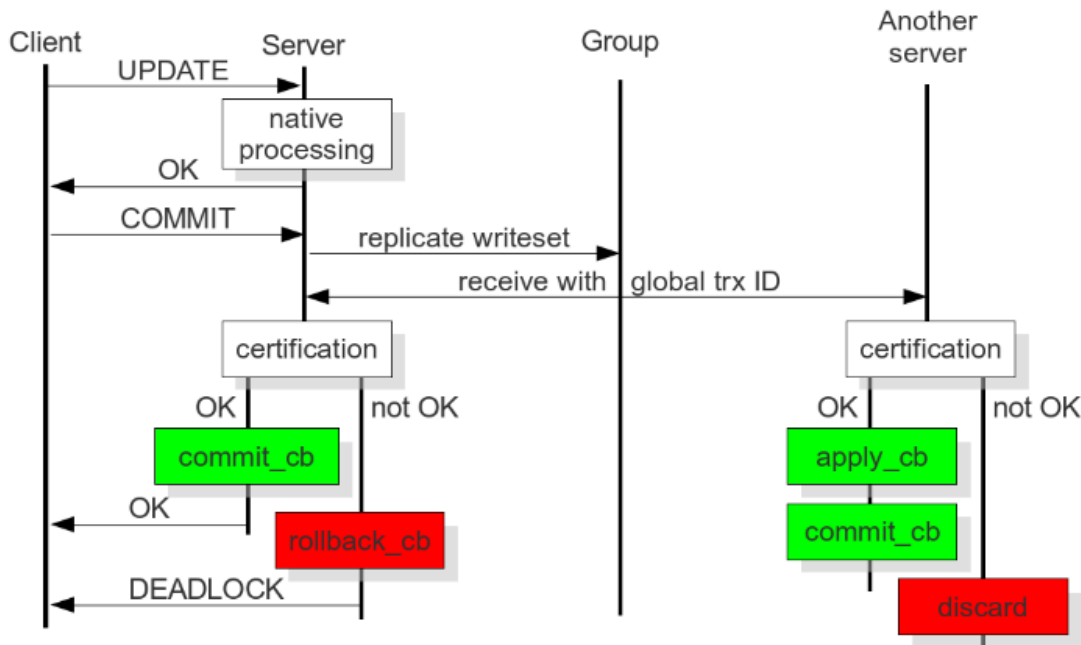 Client
Server
Group
Another
server
UPDATE
native
processing
OK
COMMIT
replicate writeset
receive with global trx ID
certification
certification
OK
not OK
OK
not OK
commit_cb
apply_cb
OK
rollback_cb
commit_cb
DEADLOCK
discard